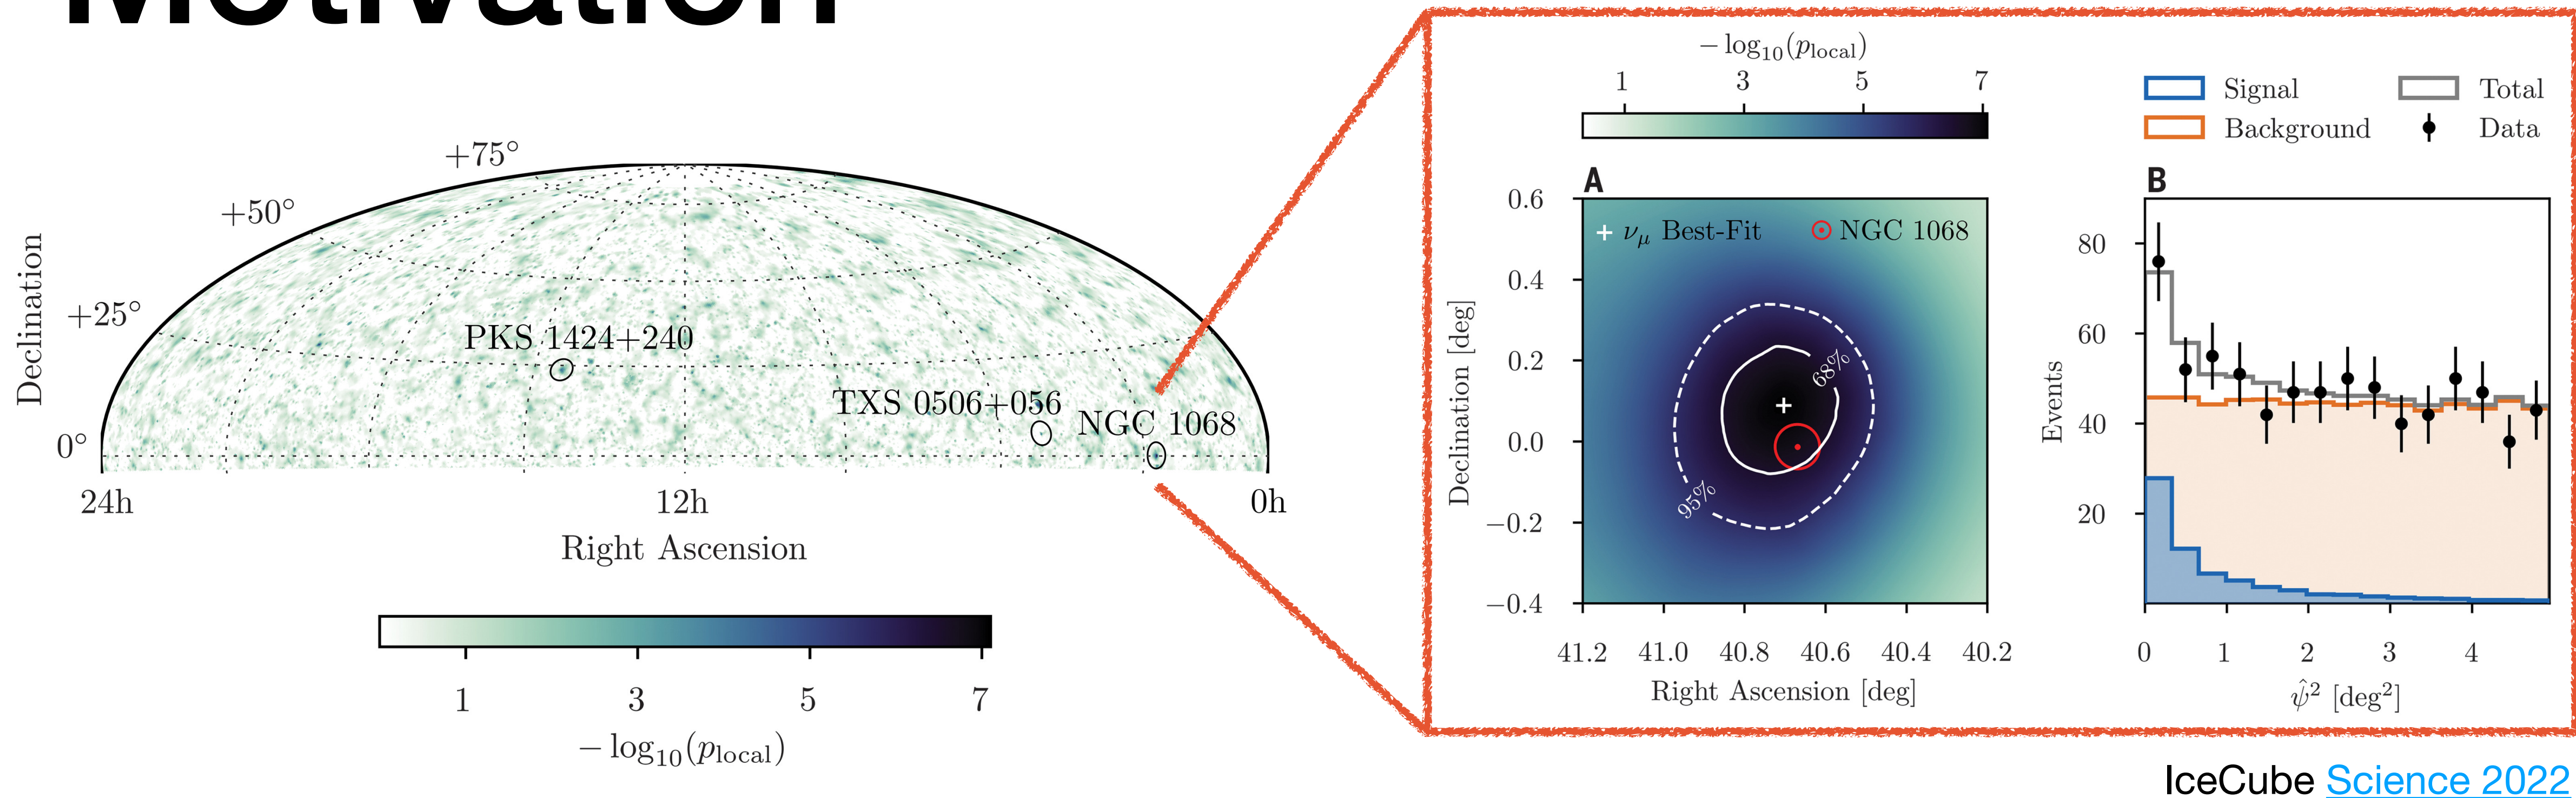 Motivation
+75°
+50°
+25°
0°
Declination
PKS 1424+240
TXS 0506+056
NGC 1068
24h
12h
0h
Right Ascension
1
3
5
7
− log₁₀(p_local)
− log₁₀(p_local)
1
3
5
7
A
+ ν_μ Best-Fit
NGC 1068
68%
95%
0.6
0.4
0.2
0.0
−0.2
−0.4
Declination [deg]
41.2 41.0 40.8 40.6 40.4 40.2
Right Ascension [deg]
Signal
Total
Background
Data
B
80
60
40
20
Events
0 1 2 3 4
ψ̂² [deg²]
IceCube Science 2022